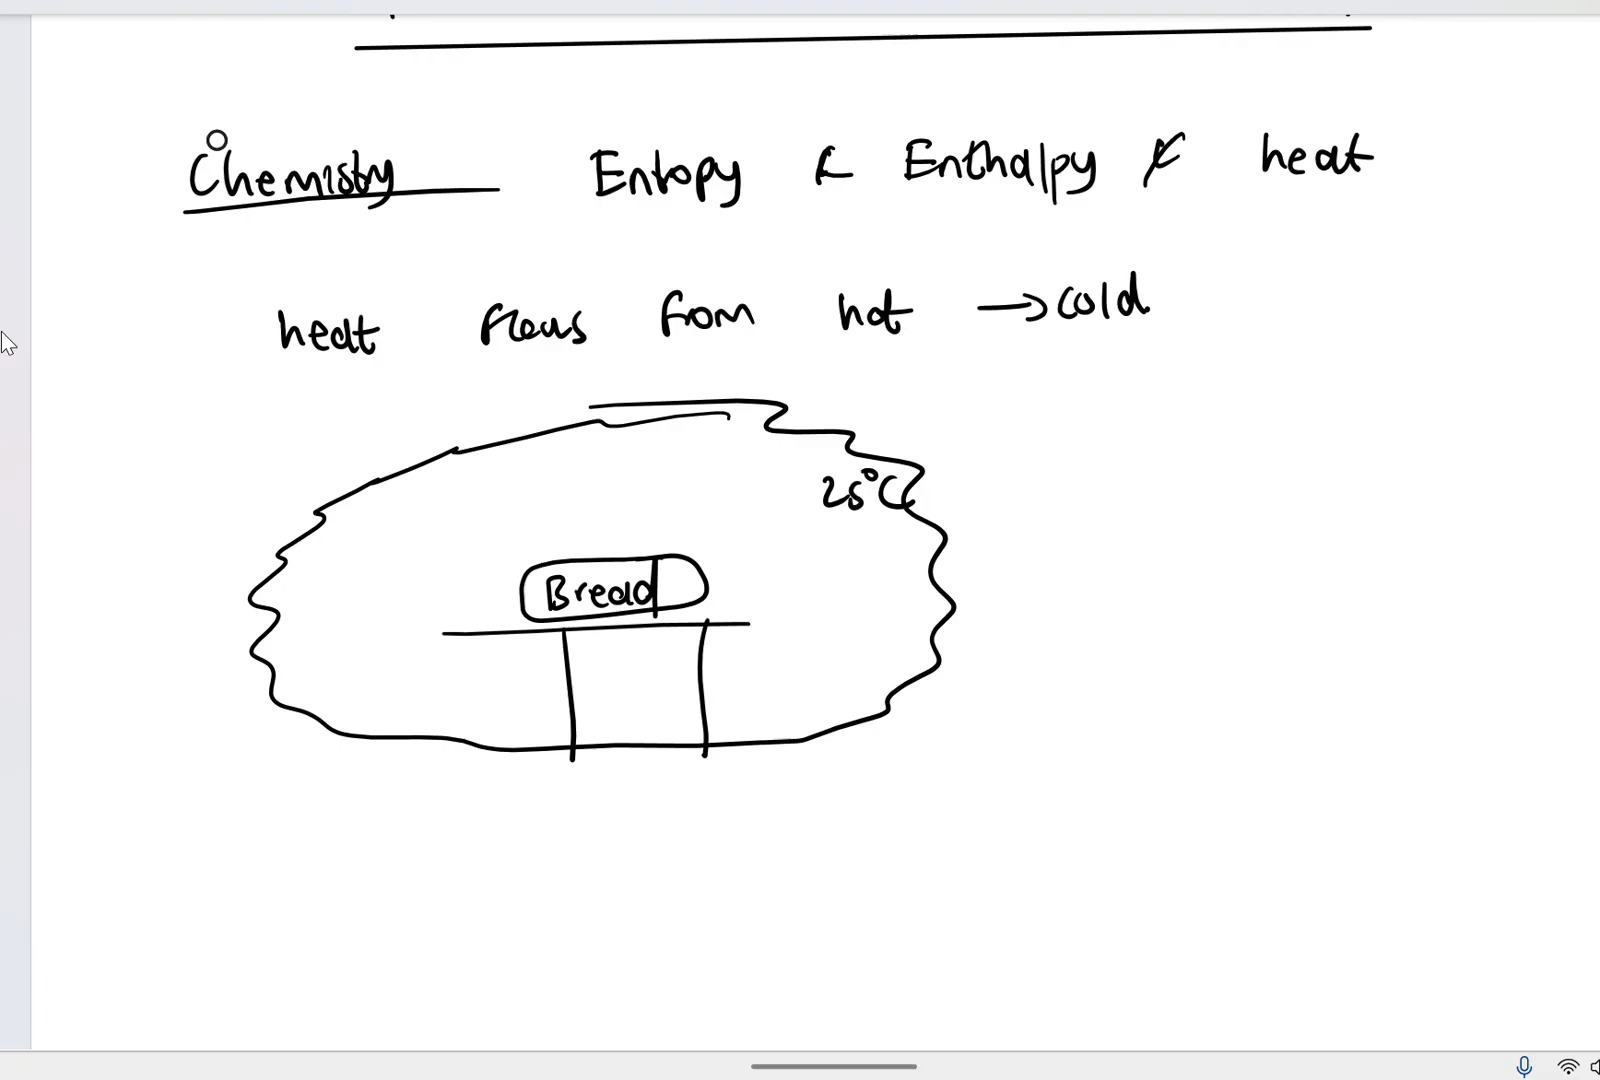 Chemistry Entropy & Enthalpy & heat
heat flows from hot → cold
25°C
Bread